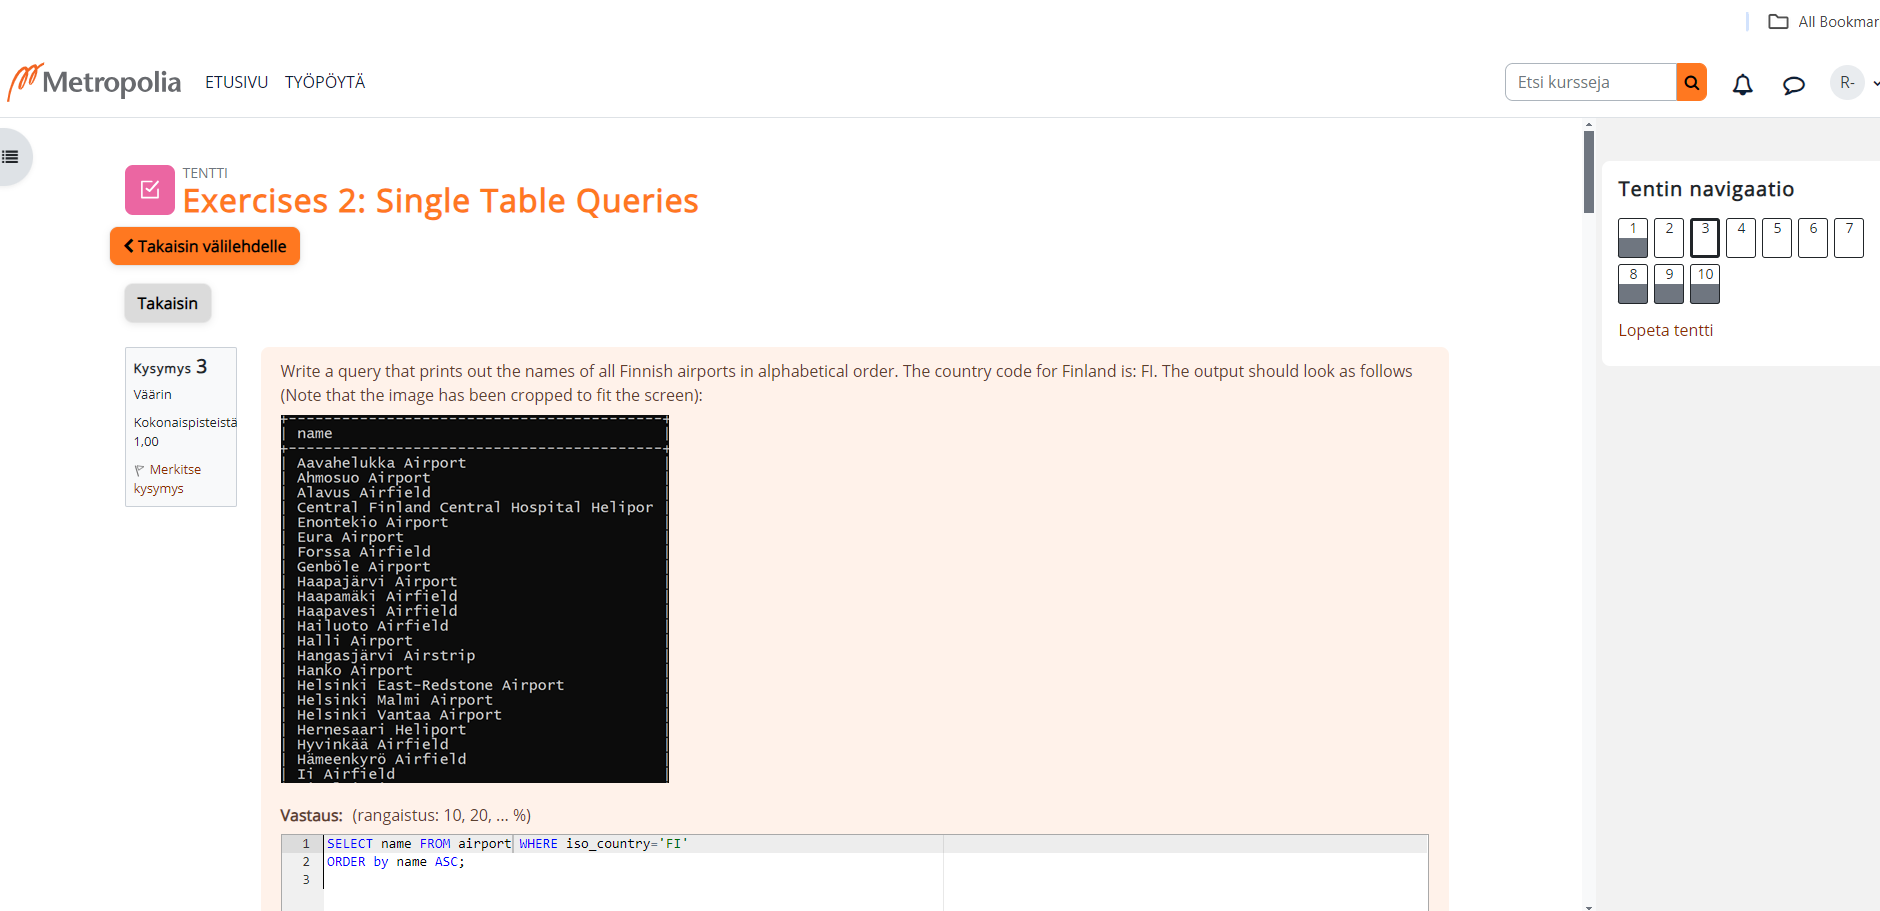 All Bookmar
Metropolia ETUSIVU TYÖPÖYTÄ
Etsi kursseja
R-
TENTTI
Exercises 2: Single Table Queries
Takaisin välilehdelle
Takaisin
Kysymys 3
Väärin
Kokonaispisteistä
1,00
Merkitse
kysymys
Write a query that prints out the names of all Finnish airports in alphabetical order. The country code for Finland is: FI. The output should look as follows
(Note that the image has been cropped to fit the screen):
name
Aavahelukka Airport
Ahmosuo Airport
Alavus Airfield
Central Finland Central Hospital Helipor
Enontekio Airport
Eura Airport
Forssa Airfield
Genböle Airport
Haapajärvi Airport
Haapamäki Airfield
Haapavesi Airfield
Hailuoto Airfield
Halli Airport
Hangasjärvi Airstrip
Hanko Airport
Helsinki East-Redstone Airport
Helsinki Malmi Airport
Helsinki Vantaa Airport
Hernesaari Heliport
Hyvinkää Airfield
Hämeenkyrö Airfield
Ii Airfield
Vastaus: (rangaistus: 10, 20, ... %)
1 SELECT name FROM airport WHERE iso_country='FI'
2 ORDER by name ASC;
3
Tentin navigaatio
1 2 3 4 5 6 7
8 9 10
Lopeta tentti